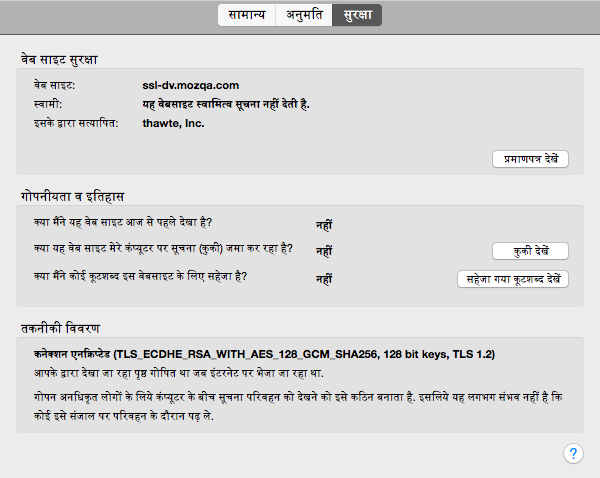 सामान्य अनुमति सुरक्षा
वेब साइट सुरक्षा
वेब साइट: ssl-dv.mozqa.com
स्वामी: यह वेबसाइट स्वामित्व सूचना नहीं देती है.
इसके द्वारा सत्यापित: thawte, Inc.
प्रमाणपत्र देखें
गोपनीयता व इतिहास
क्या मैंने यह वेब साइट आज से पहले देखा है? नहीं
क्या यह वेब साइट मेरे कंप्यूटर पर सूचना (कुकी) जमा कर रहा है? नहीं कुकी देखें
क्या मैंने कोई कूटशब्द इस वेबसाइट के लिए सहेजा है? नहीं सहेजा गया कूटशब्द देखें
तकनीकी विवरण
कनेक्शन एनक्रिप्टेड (TLS_ECDHE_RSA_WITH_AES_128_GCM_SHA256, 128 bit keys, TLS 1.2)
आपके द्वारा देखा जा रहा पृष्ठ गोपित था जब इंटरनेट पर भेजा जा रहा था.
गोपन अनधिकृत लोगों के लिये कंप्यूटर के बीच सूचना परिवहन को देखने को इसे कठिन बनाता है. इसलिये यह लगभग संभव नहीं है कि
कोई इसे संजाल पर परिवहन के दौरान पढ़ ले.
?